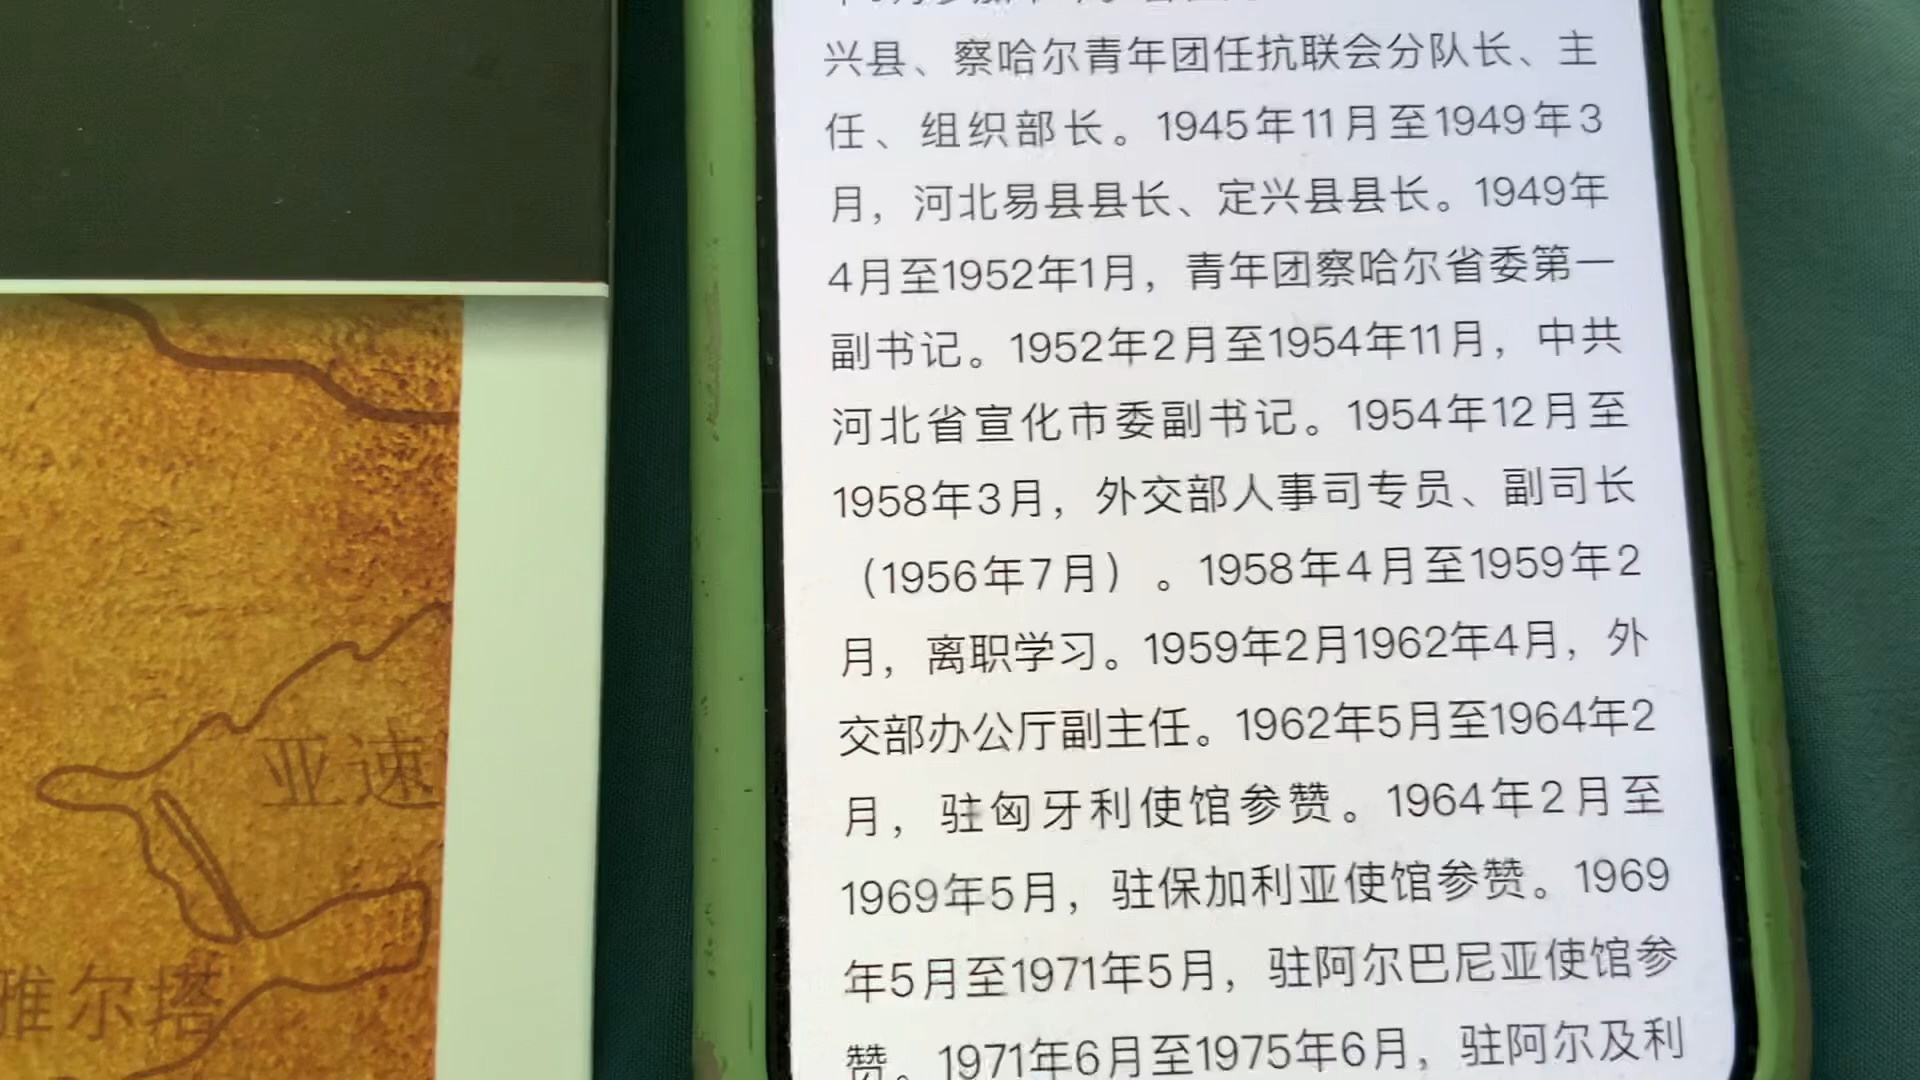 兴县、察哈尔青年团任抗联会分队长、主
任、组织部长。1945年11月至1949年3
月，河北易县县长、定兴县县长。1949年
4月至1952年1月，青年团察哈尔省委第一
副书记。1952年2月至1954年11月，中共
河北省宣化市委副书记。1954年12月至
1958年3月，外交部人事司专员、副司长
（1956年7月）。1958年4月至1959年2
月，离职学习。1959年2月1962年4月，外
交部办公厅副主任。1962年5月至1964年2
月，驻匈牙利使馆参赞。1964年2月至
1969年5月，驻保加利亚使馆参赞。1969
年5月至1971年5月，驻阿尔巴尼亚使馆参
赞。1971年6月至1975年6月，驻阿尔及利
亚速
雅尔塔